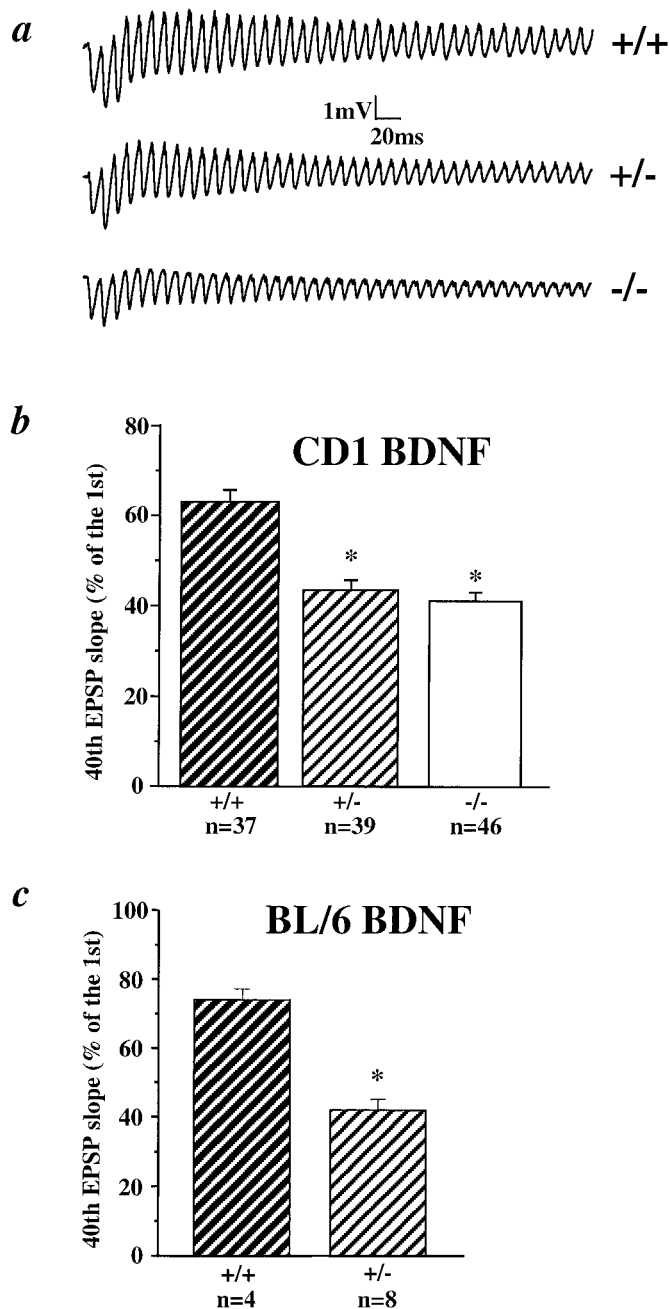 a
+/+
1mV
20ms
+/-
-/-
b
CD1 BDNF
40th EPSP slope (% of the 1st)
80
60
40
20
0
*
*
+/+
+/-
-/-
n=37
n=39
n=46
c
BL/6 BDNF
40th EPSP slope (% of the 1st)
100
80
60
40
20
0
*
+/+
+/-
n=4
n=8